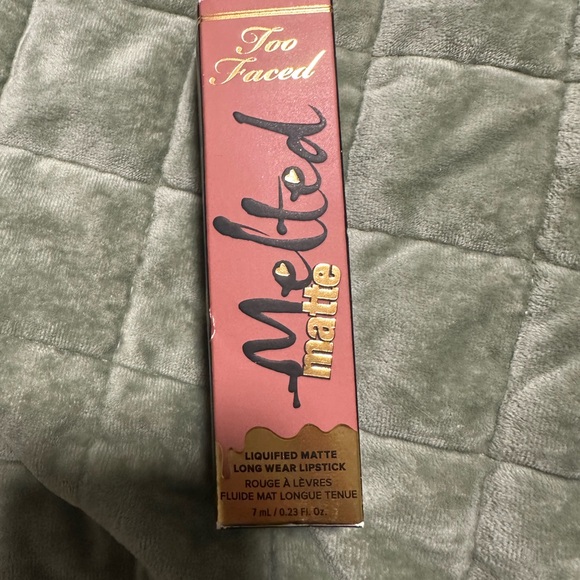 Too
Faced
Melted
matte
LIQUIFIED MATTE
LONG WEAR LIPSTICK
ROUGE À LÈVRES
FLUIDE MAT LONGUE TENUE
7 mL / 0.23 Fl. Oz.